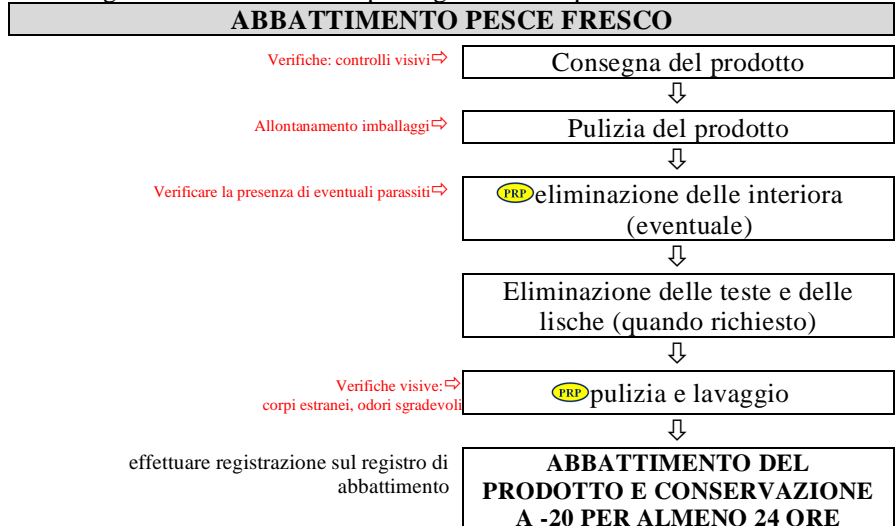 ABBATTIMENTO PESCE FRESCO
Verifiche: controlli visivi⇨
Consegna del prodotto
⇩
Allontanamento imballaggi⇨
Pulizia del prodotto
⇩
Verificare la presenza di eventuali parassiti⇨
PRP eliminazione delle interiora
(eventuale)
⇩
Eliminazione delle teste e delle
lische (quando richiesto)
⇩
Verifiche visive:⇨
corpi estranei, odori sgradevoli
PRP pulizia e lavaggio
⇩
effettuare registrazione sul registro di
abbattimento
ABBATTIMENTO DEL
PRODOTTO E CONSERVAZIONE
A -20 PER ALMENO 24 ORE